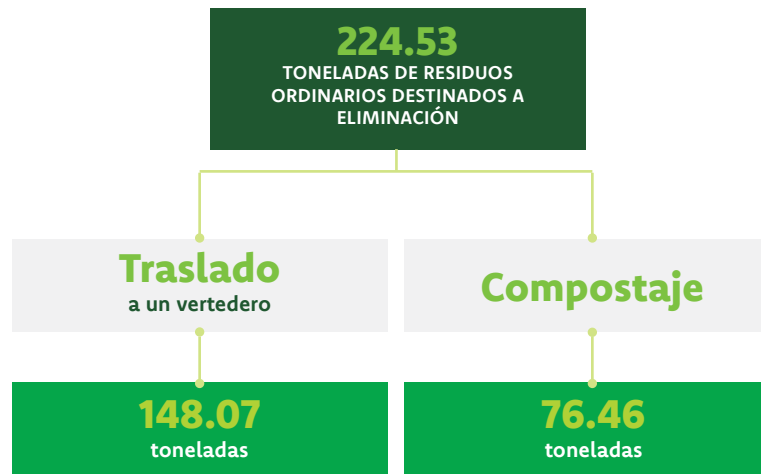 224.53
TONELADAS DE RESIDUOS
ORDINARIOS DESTINADOS A
ELIMINACIÓN
Traslado
a un vertedero
Compostaje
148.07
toneladas
76.46
toneladas